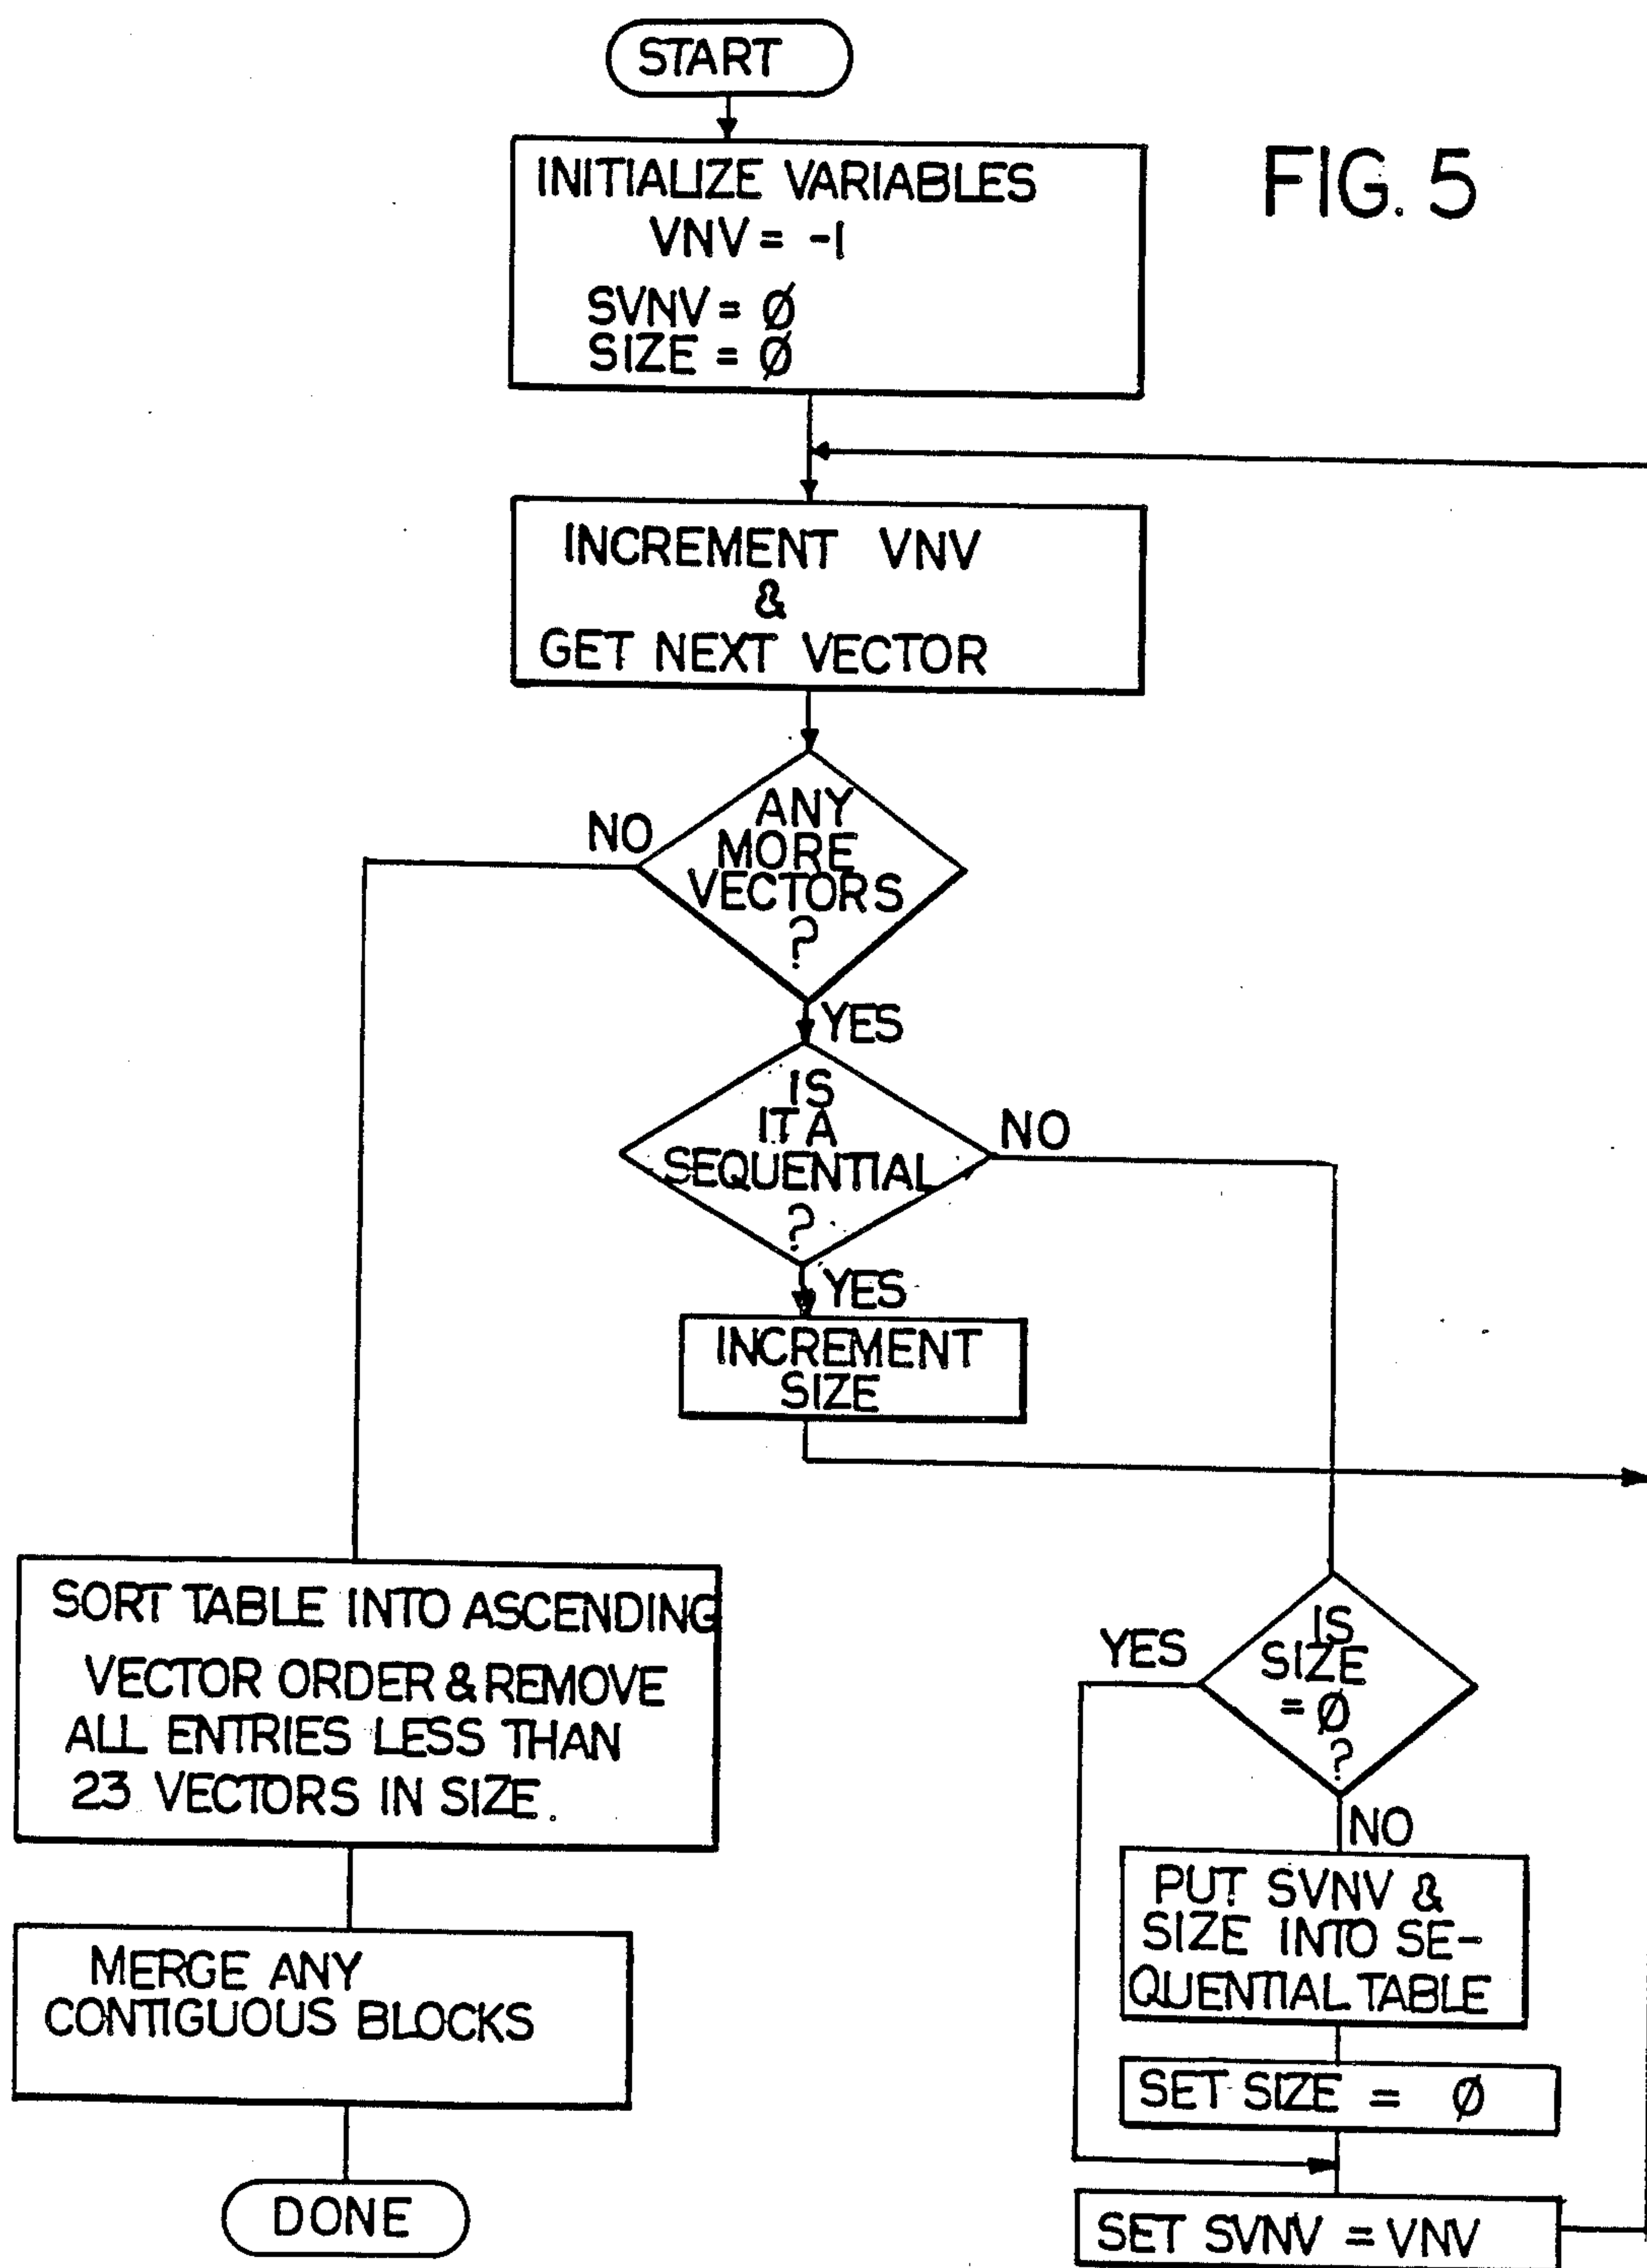 START
FIG. 5
INITIALIZE VARIABLES
VNV = -1
SVNV = Ø
SIZE = Ø
INCREMENT VNV
&
GET NEXT VECTOR
ANY
MORE
VECTORS
?
NO
YES
IS
IT A
SEQUENTIAL
?
NO
YES
INCREMENT
SIZE
SORT TABLE INTO ASCENDING
VECTOR ORDER & REMOVE
ALL ENTRIES LESS THAN
23 VECTORS IN SIZE.
MERGE ANY
CONTIGUOUS BLOCKS
DONE
IS
SIZE
= Ø
?
YES
NO
PUT SVNV &
SIZE INTO SE-
QUENTIAL TABLE
SET SIZE = Ø
SET SVNV = VNV